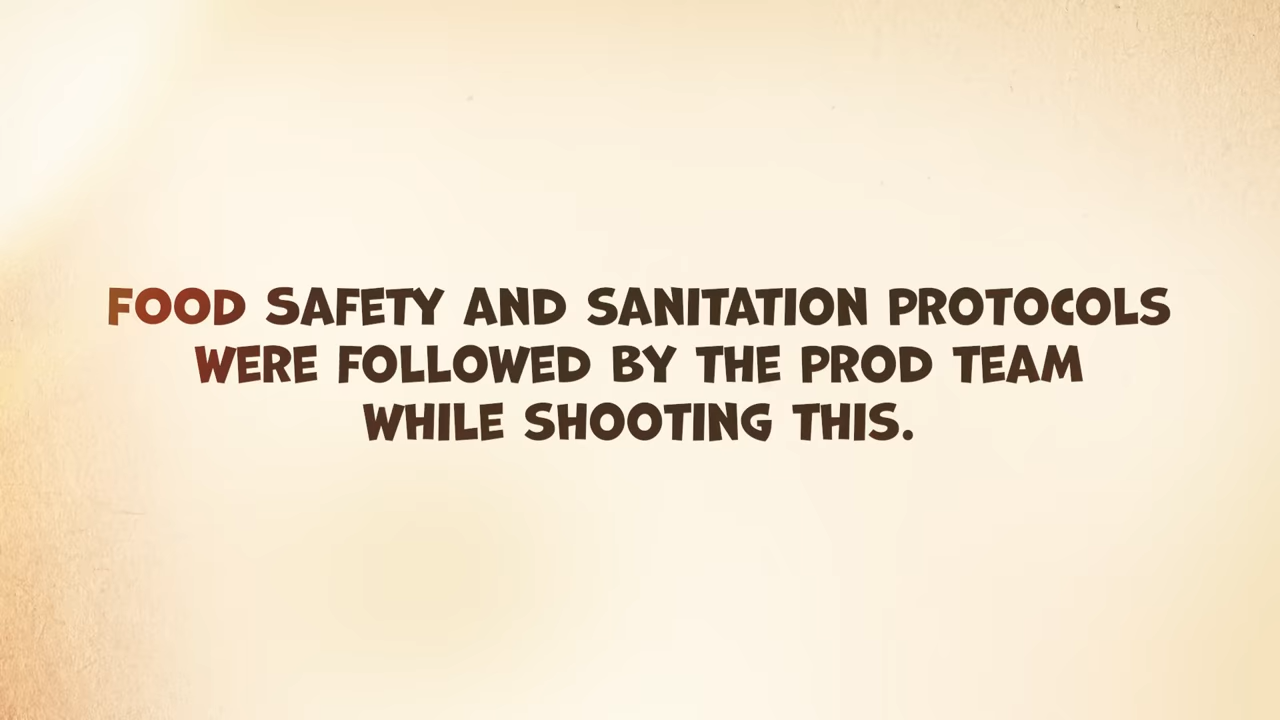 FOOD SAFETY AND SANITATION PROTOCOLS
WERE FOLLOWED BY THE PROD TEAM
WHILE SHOOTING THIS.